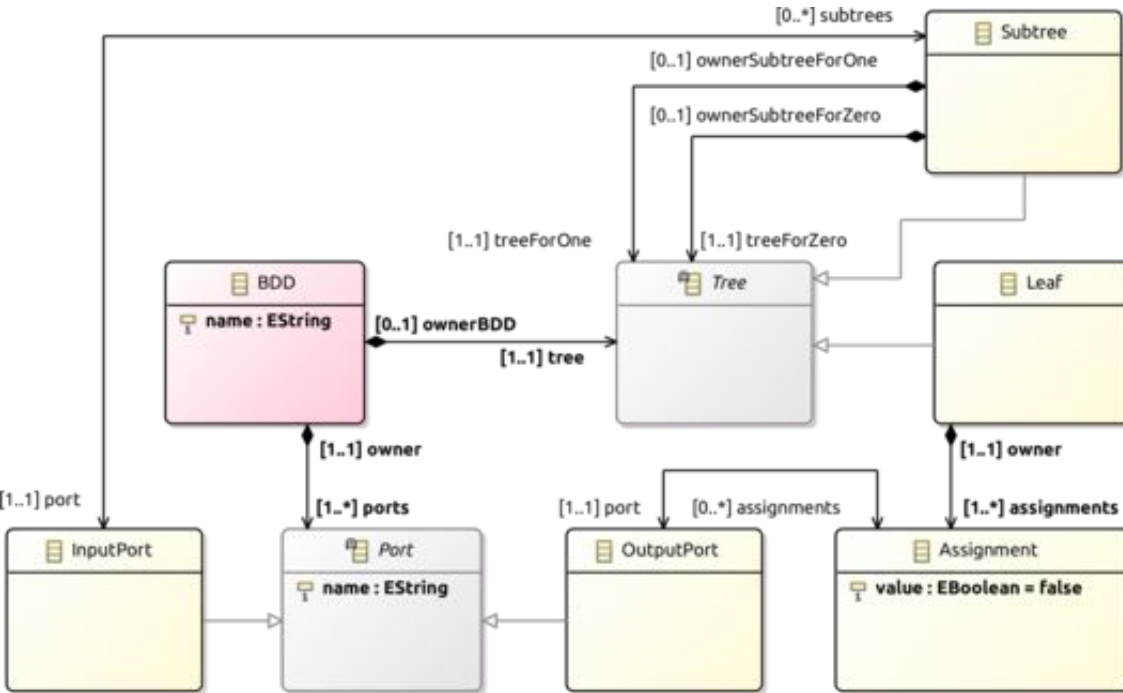 [0..*] subtrees
Subtree
[0..1] ownerSubtreeForOne
[0..1] ownerSubtreeForZero
[1..1] treeForOne
[1..1] treeForZero
BDD
Tree
Leaf
name : EString
[0..1] ownerBDD
[1..1] tree
[1..1] owner
[1..1] owner
[1..1] port
[1..*] ports
[1..1] port
[0..*] assignments
[1..*] assignments
InputPort
Port
OutputPort
Assignment
name : EString
value : EBoolean = false